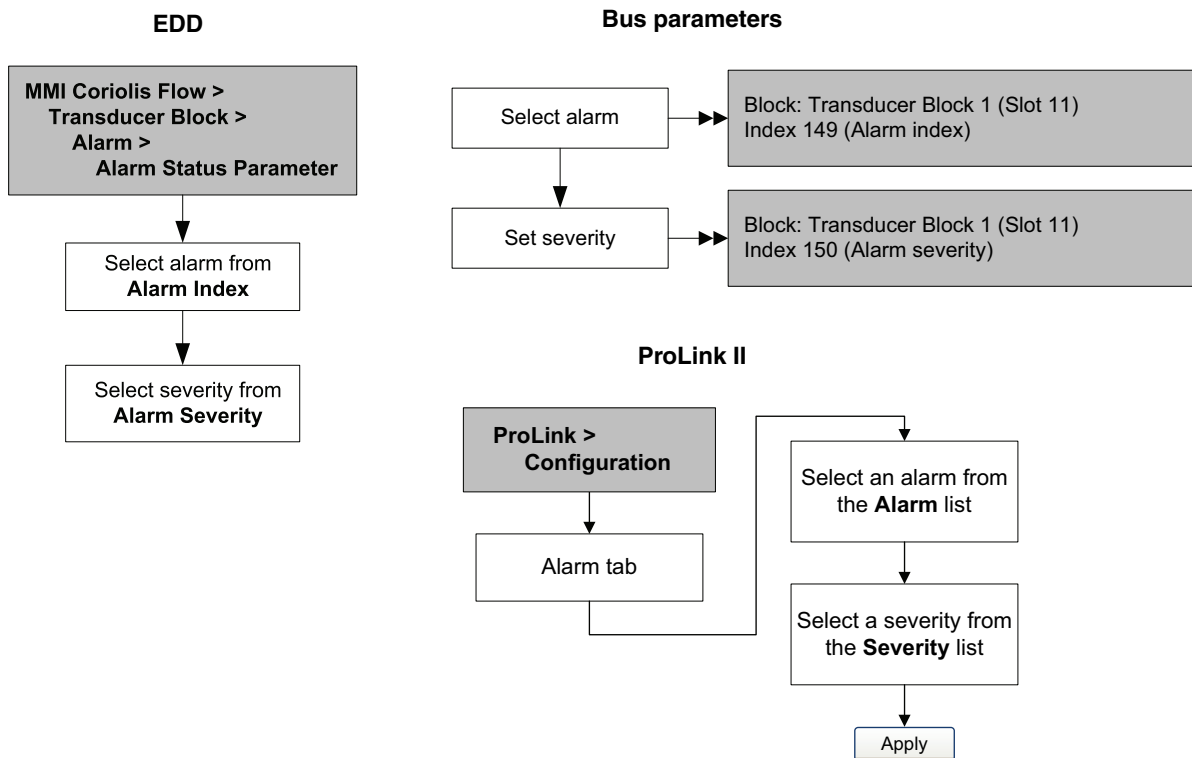 EDD
MMI Coriolis Flow >
Transducer Block >
Alarm >
Alarm Status Parameter
Select alarm from
Alarm Index
Select severity from
Alarm Severity
Bus parameters
Select alarm
Block: Transducer Block 1 (Slot 11)
Index 149 (Alarm index)
Set severity
Block: Transducer Block 1 (Slot 11)
Index 150 (Alarm severity)
ProLink II
ProLink >
Configuration
Alarm tab
Select an alarm from
the Alarm list
Select a severity from
the Severity list
Apply